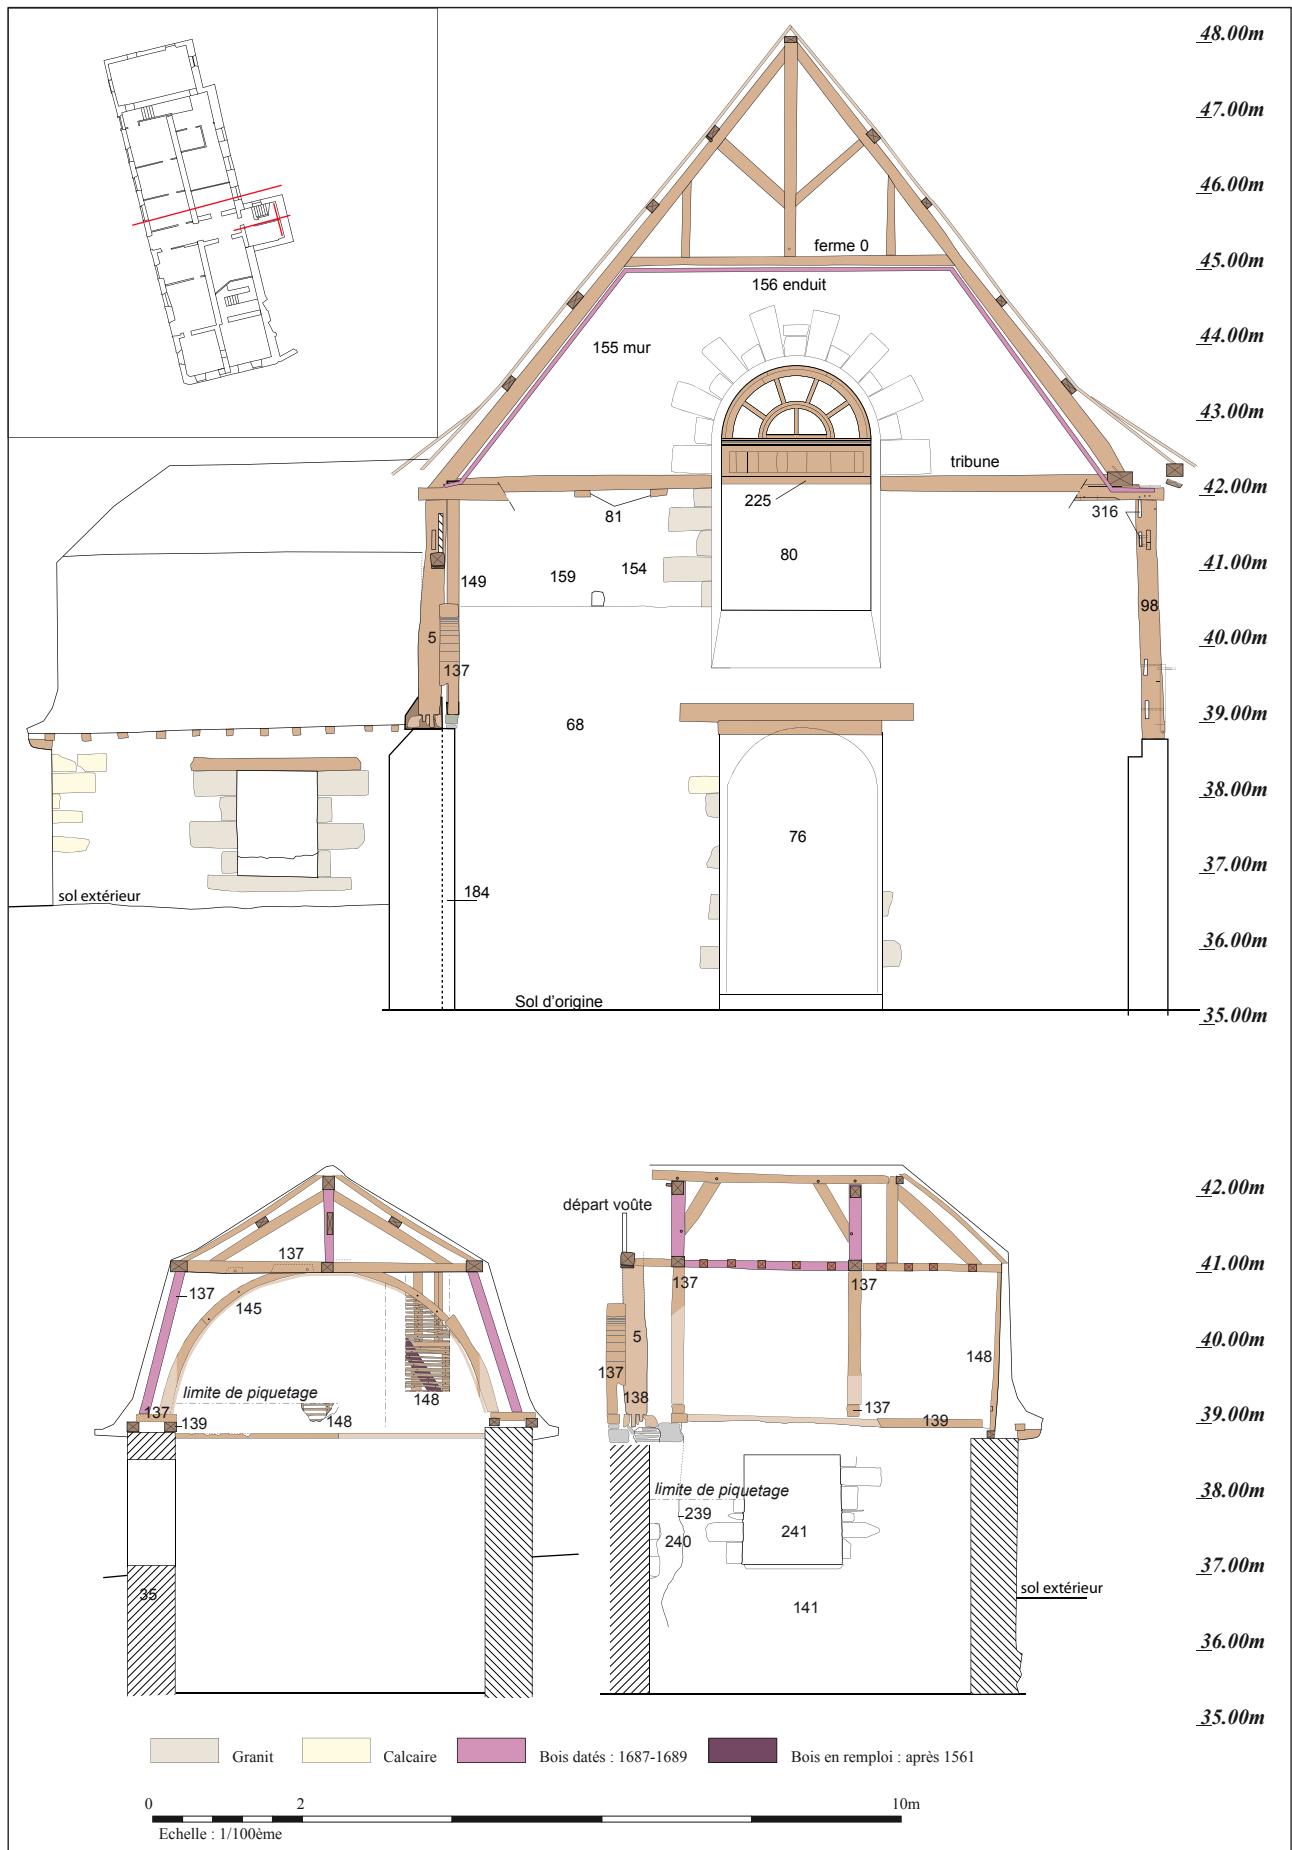 48.00m
47.00m
46.00m
ferme 0
45.00m
156 enduit
155 mur
44.00m
43.00m
tribune
42.00m
225
81
316
80
41.00m
154
159
149
98
5
40.00m
137
68
39.00m
38.00m
76
37.00m
184
sol extérieur
36.00m
Sol d'origine
35.00m
42.00m
départ voûte
137
41.00m
137
137
137
145
5
40.00m
148
137
limite de piquetage
148
138
137
148
137
139
139
39.00m
limite de piquetage
38.00m
239
241
240
37.00m
35
sol extérieur
141
36.00m
35.00m
Granit
Calcaire
Bois datés : 1687-1689
Bois en remploi : après 1561
0
2
10m
Echelle : 1/100ème